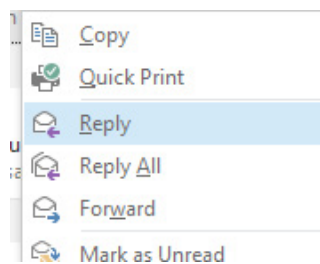 Copy
Quick Print
Reply
Reply All
Forward
Mark as Unread